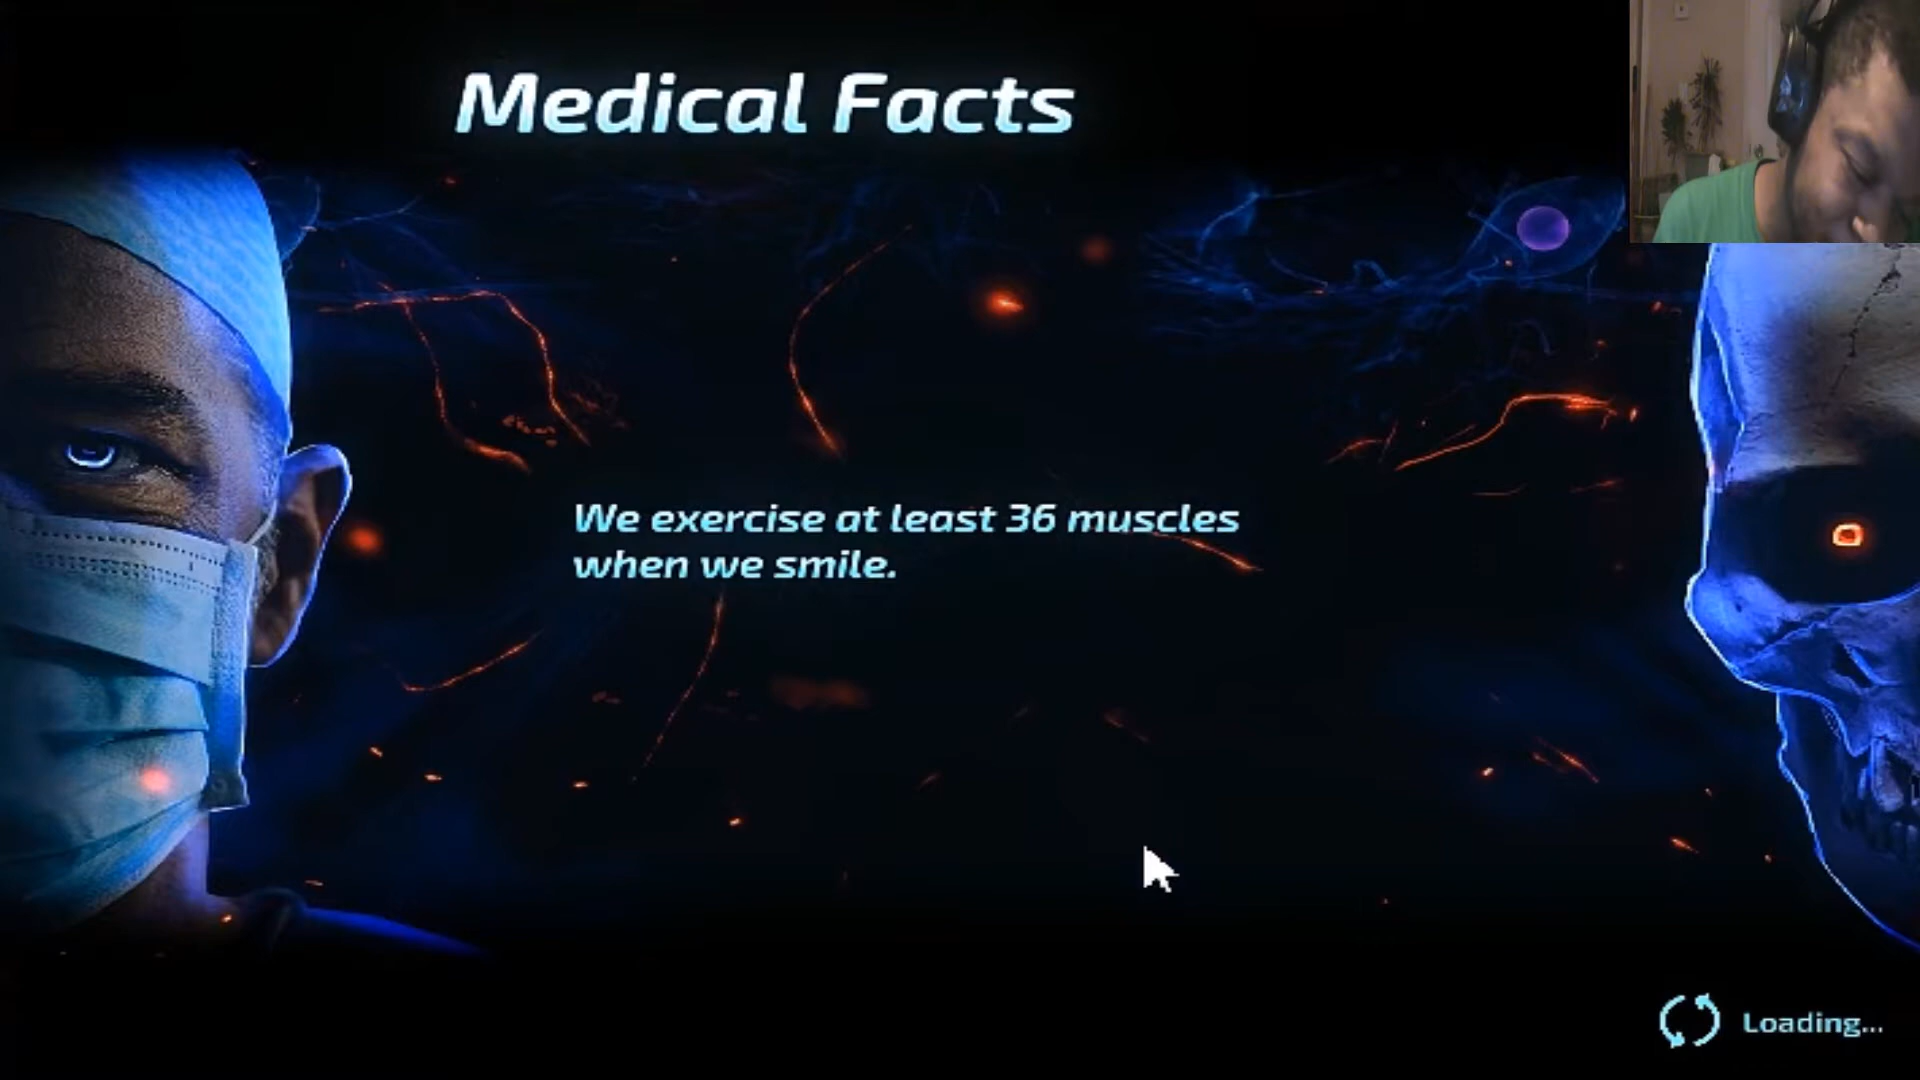 Medical Facts
We exercise at least 36 muscles
when we smile.
Loading...